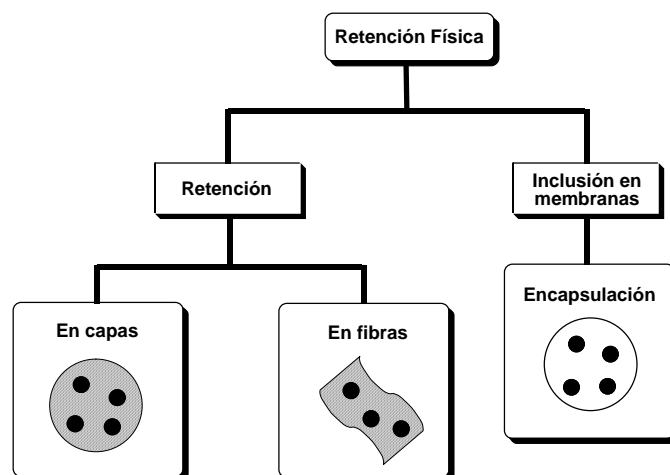 Retención Física
Retención
Inclusión en
membranas
En capas
En fibras
Encapsulación